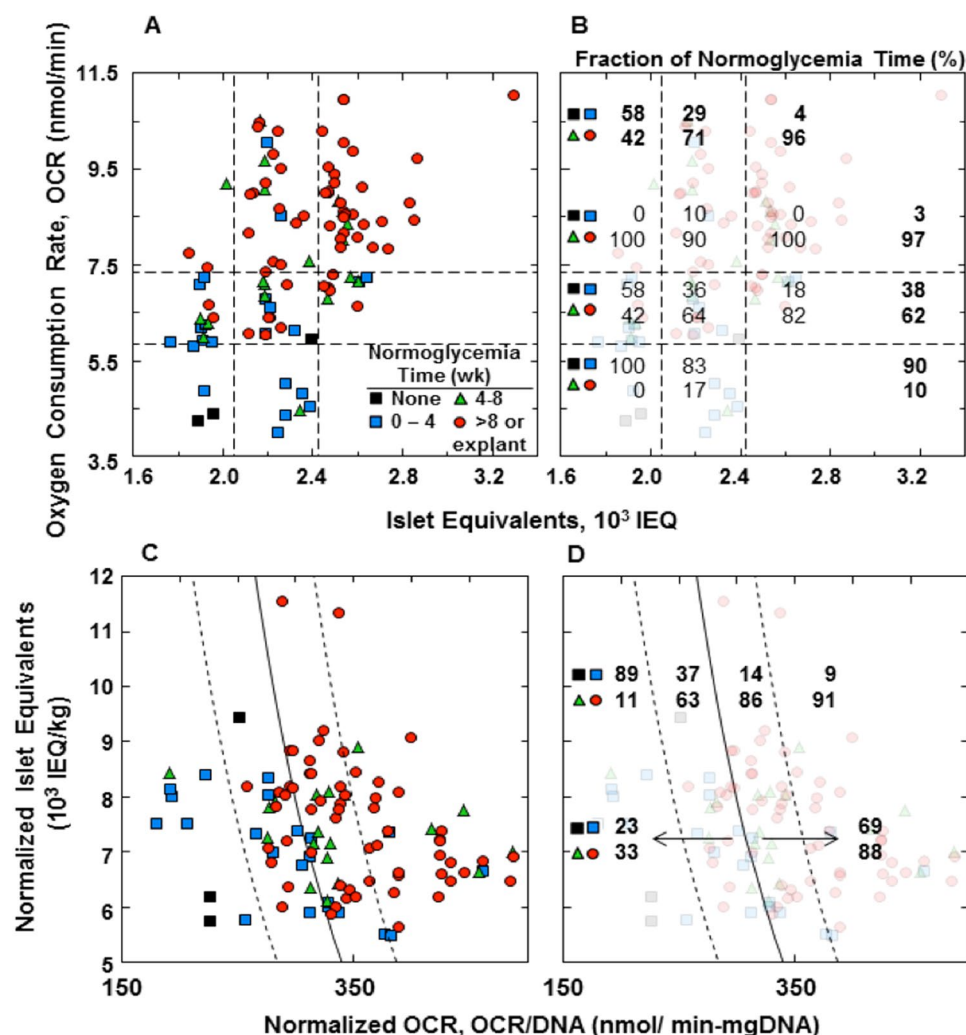 A
B
Oxygen Consumption Rate, OCR (nmol/min)
11.5
9.5
7.5
5.5
3.5
Normoglycemia
Time (wk)
None 4-8
0 – 4 >8 or
explant
1.6 2.0 2.4 2.8 3.2
Fraction of Normoglycemia Time (%)
58 29 4
42 71 96
0 10 0 3
100 90 100 97
58 36 18 38
42 64 82 62
100 83 90
0 17 10
1.6 2.0 2.4 2.8 3.2
Islet Equivalents, 10³ IEQ
C
D
Normalized Islet Equivalents
(10³ IEQ/kg)
12
11
10
9
8
7
6
5
150 350
89 37 14 9
11 63 86 91
23 69
33 88
150 350
Normalized OCR, OCR/DNA (nmol/ min-mgDNA)